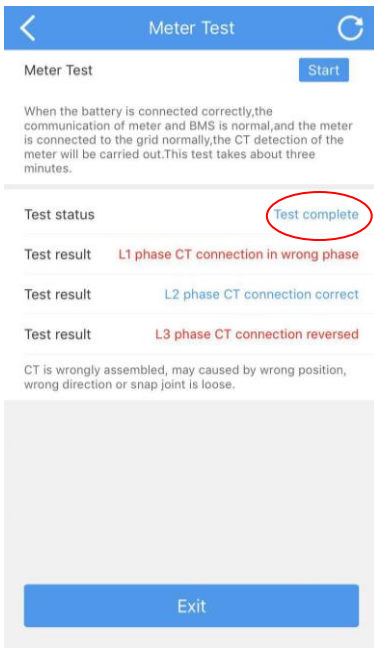 Meter Test
Meter Test
Start
When the battery is connected correctly,the
communication of meter and BMS is normal,and the meter
is connected to the grid normally,the CT detection of the
meter will be carried out.This test takes about three
minutes.
Test status
Test complete
Test result
L1 phase CT connection in wrong phase
Test result
L2 phase CT connection correct
Test result
L3 phase CT connection reversed
CT is wrongly assembled, may caused by wrong position,
wrong direction or snap joint is loose.
Exit